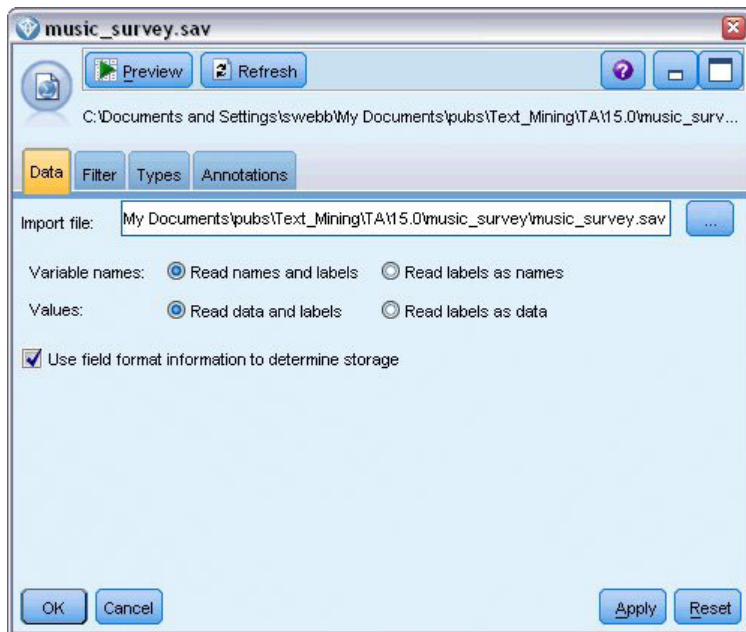 music_survey.sav
Preview Refresh ?
C:\Documents and Settings\swebb\My Documents\pubs\Text_Mining\TA\15.0\music_surv...
Data Filter Types Annotations
Import file: My Documents\pubs\Text_Mining\TA\15.0\music_survey\music_survey.sav ...
Variable names: Read names and labels Read labels as names
Values: Read data and labels Read labels as data
Use field format information to determine storage
OK Cancel Apply Reset